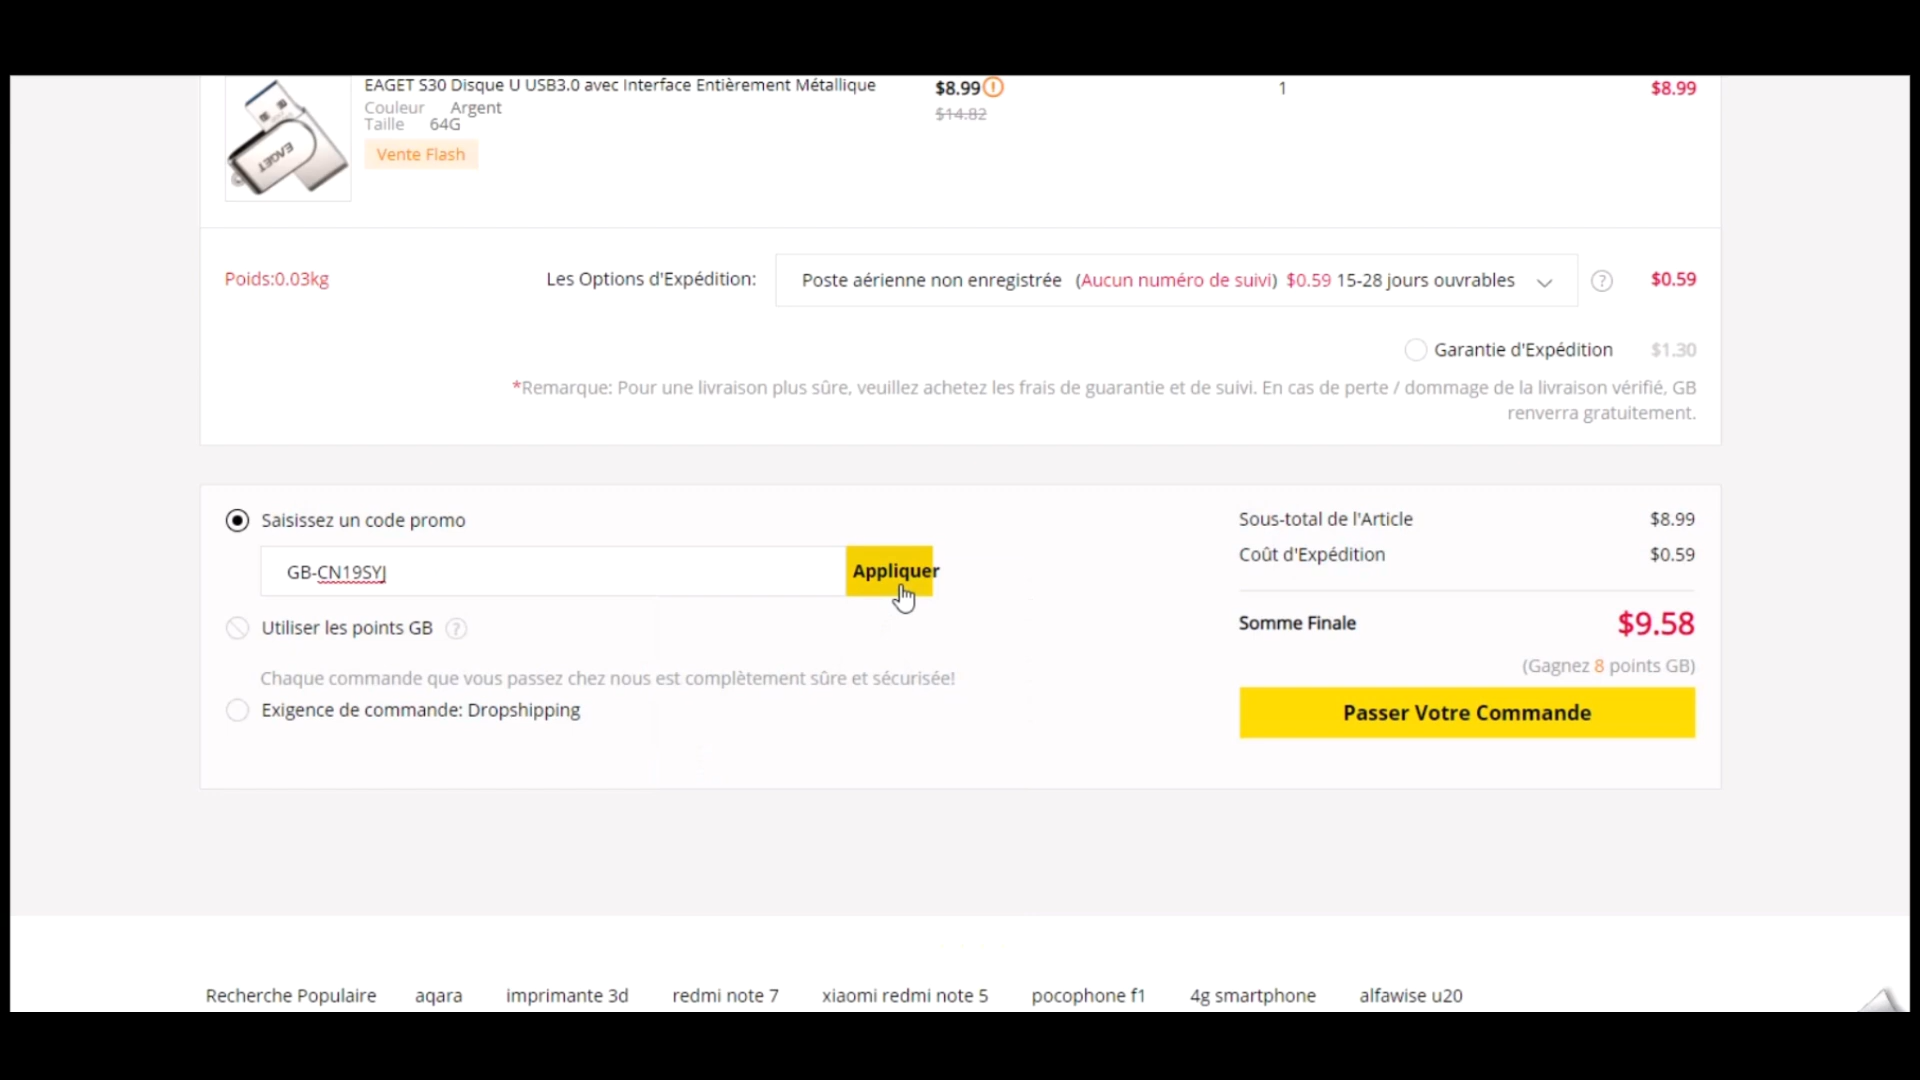 EAGET S30 Disque U USB3.0 avec Interface Entièrement Métallique
$8.99
1
$8.99
Couleur Argent
$14.82
Taille 64G
Vente Flash
EAGET
Poids:0.03kg
Les Options d'Expédition:
Poste aérienne non enregistrée (Aucun numéro de suivi) $0.59 15-28 jours ouvrables
?
$0.59
Garantie d'Expédition
$1.30
*Remarque: Pour une livraison plus sûre, veuillez achetez les frais de guarantie et de suivi. En cas de perte / dommage de la livraison vérifié, GB
renverra gratuitement.
Saisissez un code promo
GB-CN19SYJ
Appliquer
Utiliser les points GB ?
Chaque commande que vous passez chez nous est complètement sûre et sécurisée!
Exigence de commande: Dropshipping
Sous-total de l'Article $8.99
Coût d'Expédition $0.59
Somme Finale $9.58
(Gagnez 8 points GB)
Passer Votre Commande
Recherche Populaire aqara imprimante 3d redmi note 7 xiaomi redmi note 5 pocophone f1 4g smartphone alfawise u20